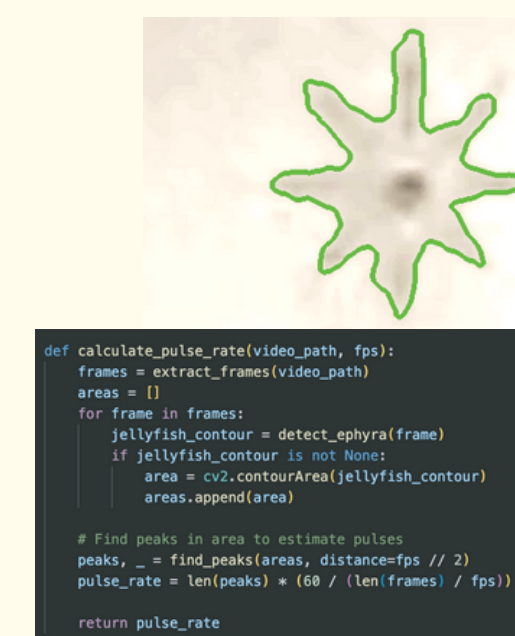 def calculate_pulse_rate(video_path, fps):
    frames = extract_frames(video_path)
    areas = []
    for frame in frames:
        jellyfish_contour = detect_ephyra(frame)
        if jellyfish_contour is not None:
            area = cv2.contourArea(jellyfish_contour)
            areas.append(area)
    # Find peaks in area to estimate pulses
    peaks, _ = find_peaks(areas, distance=fps // 2)
    pulse_rate = len(peaks) * (60 / (len(frames) / fps))
    return pulse_rate